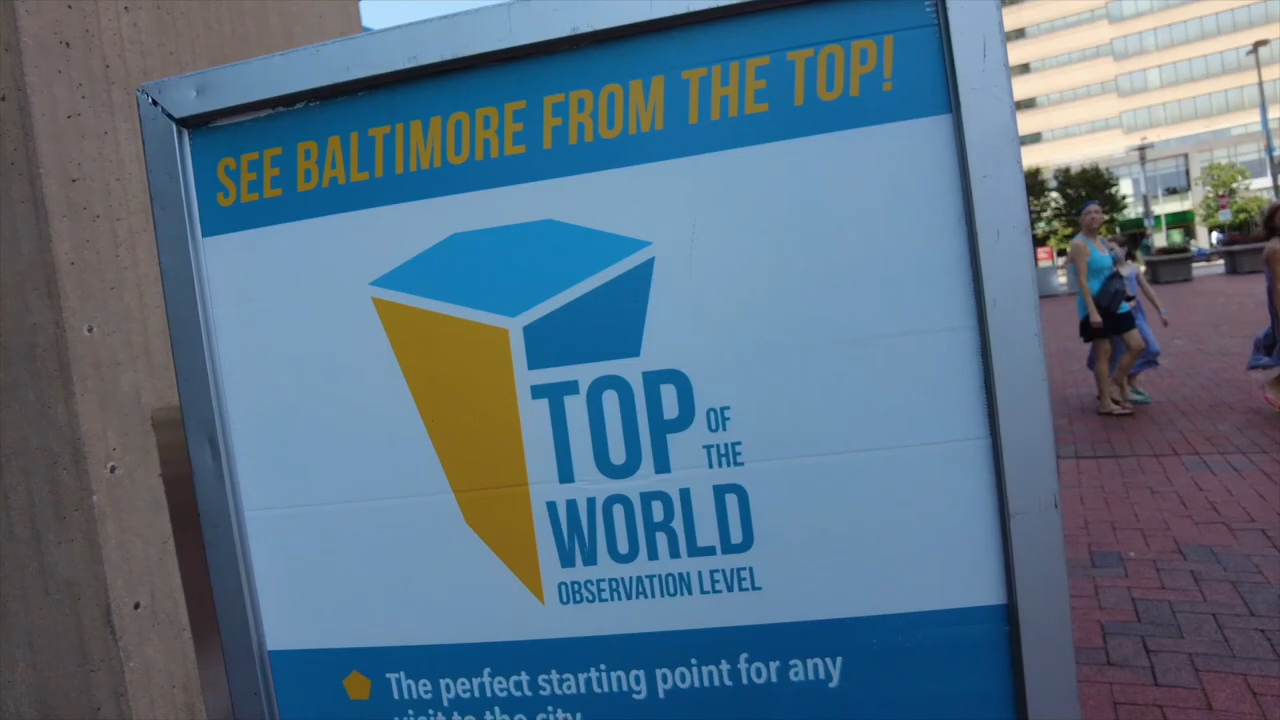 SEE BALTIMORE FROM THE TOP!
TOP OF THE
WORLD
OBSERVATION LEVEL
The perfect starting point for any
visit to the city